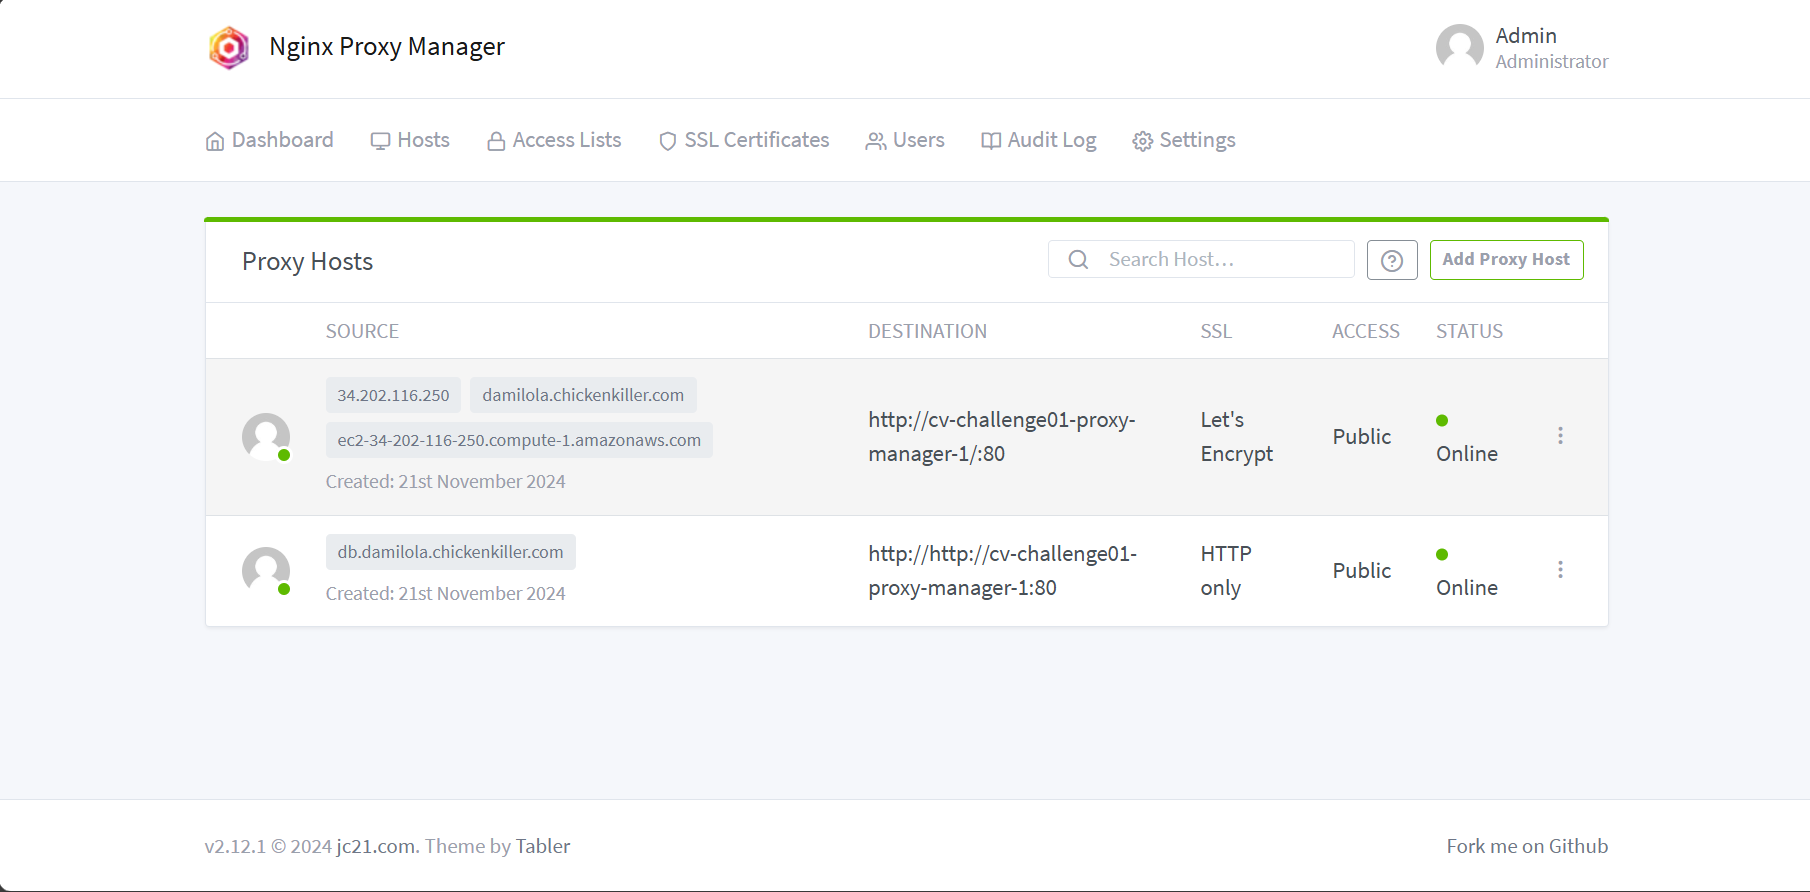 Nginx Proxy Manager
Admin
Administrator
Dashboard Hosts Access Lists SSL Certificates Users Audit Log Settings
Proxy Hosts
Search Host…
Add Proxy Host
SOURCE DESTINATION SSL ACCESS STATUS
34.202.116.250 damilola.chickenkiller.com
ec2-34-202-116-250.compute-1.amazonaws.com
Created: 21st November 2024
http://cv-challenge01-proxy-
manager-1/:80
Let's
Encrypt
Public
Online
db.damilola.chickenkiller.com
Created: 21st November 2024
http://http://cv-challenge01-
proxy-manager-1:80
HTTP
only
Public
Online
v2.12.1 © 2024 jc21.com. Theme by Tabler
Fork me on Github